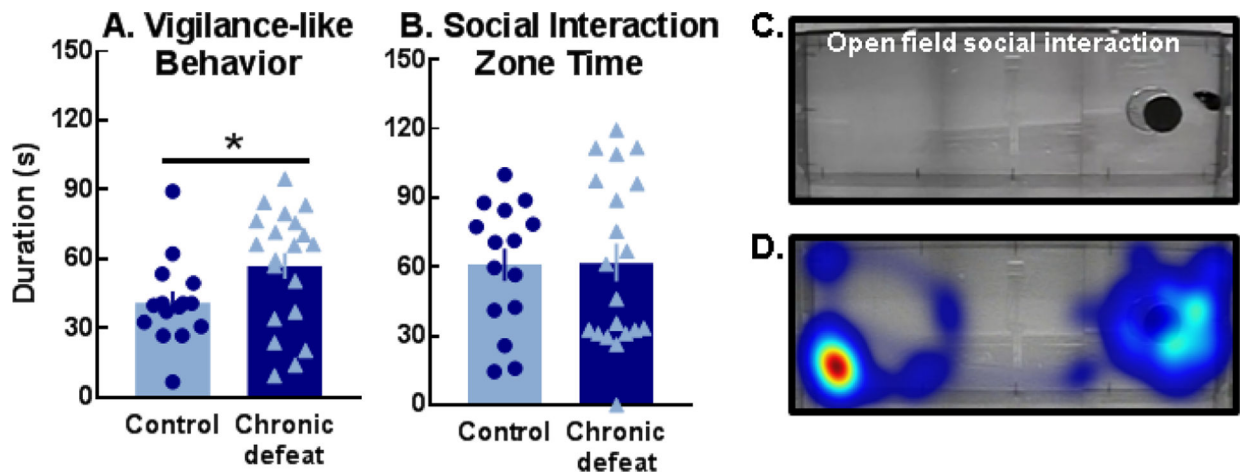 A. Vigilance-like
Behavior
Duration (s)
150
120
90
60
30
0
*
Control
Chronic
defeat
B. Social Interaction
Zone Time
150
120
90
60
30
0
Control
Chronic
defeat
C.
Open field social interaction
D.